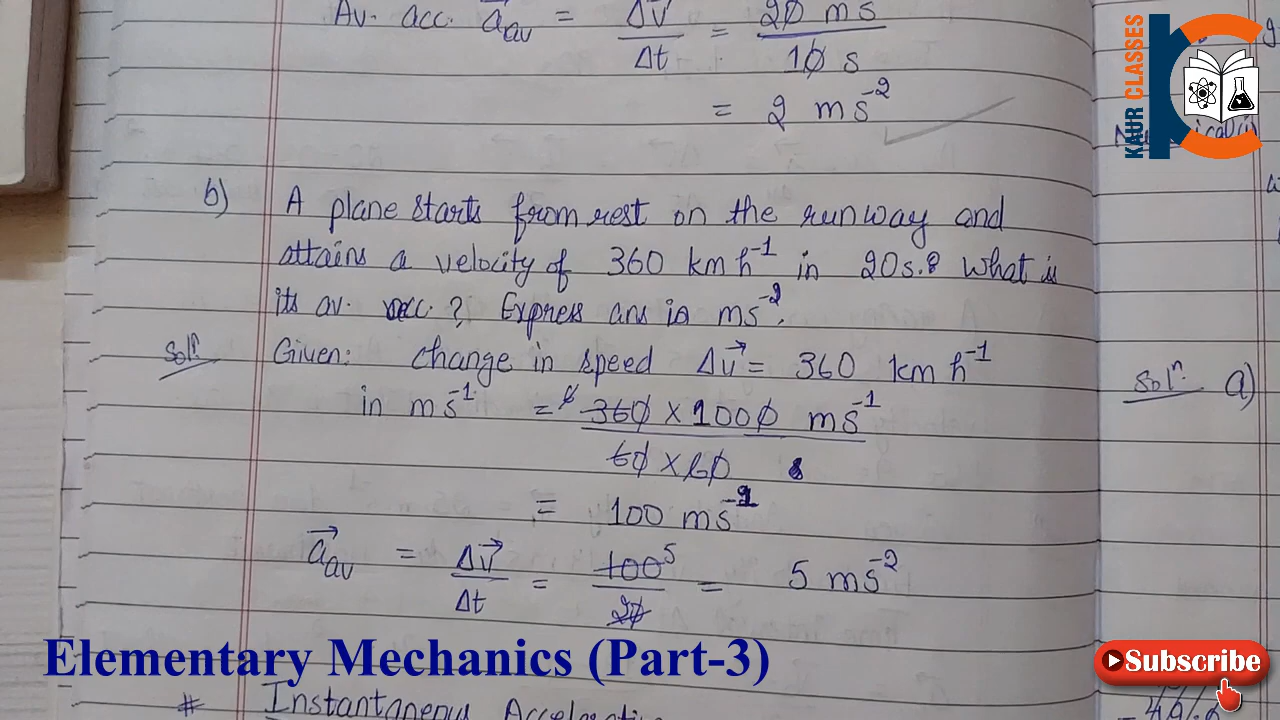 Av. acc. a⃗av = Δv⃗/Δt = 20 ms/10 s
= 2 ms⁻²
b) A plane starts from rest on the runway and
attains a velocity of 360 km h⁻¹ in 20s.? What is
its av. acc.? Express ans in ms⁻².
Solⁿ. Given: change in speed Δv⃗ = 360 km h⁻¹
in ms⁻¹ = 360 x 1000 ms⁻¹/60 x 60
= 100 ms⁻¹
a⃗av = Δv⃗/Δt = 100⁵/20 = 5 ms⁻²
Elementary Mechanics (Part-3)
# Instantaneous Acceleration
KAUR CLASSES
Solⁿ. a)
Subscribe